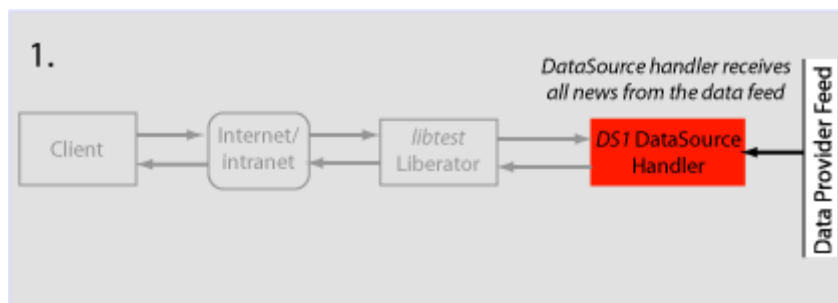 1.
DataSource handler receives
all news from the data feed
Client
Internet/
intranet
libtest
Liberator
DS1 DataSource
Handler
Data Provider Feed